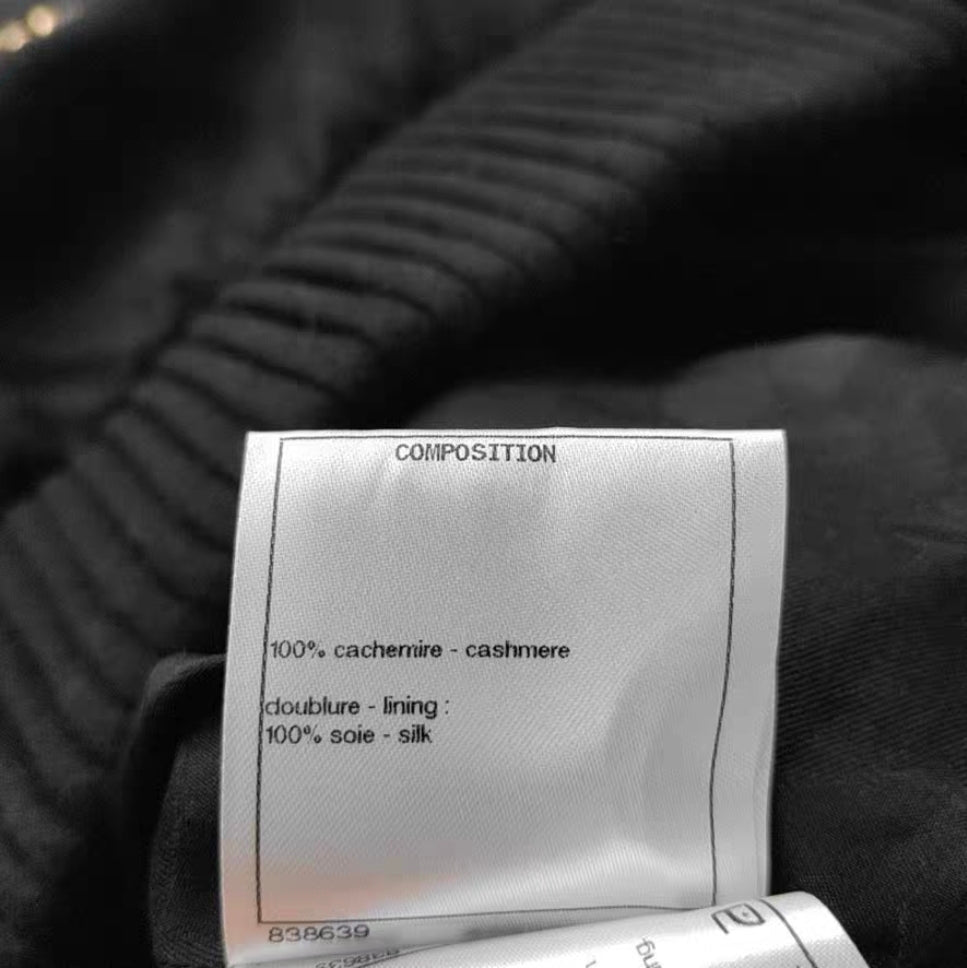 COMPOSITION
100% cachemire - cashmere
doublure - lining :
100% soie - silk
838639